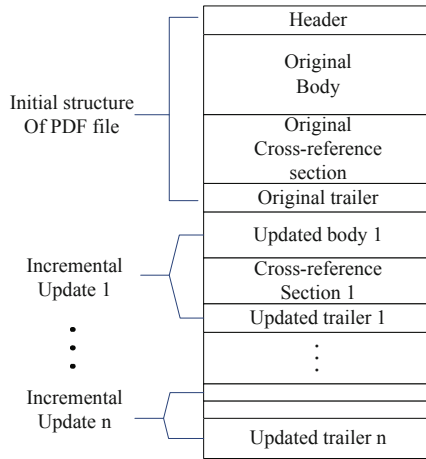 Header
Original
Body
Initial structure
Of PDF file
Original
Cross-reference
section
Original trailer
Updated body 1
Incremental
Update 1
Cross-reference
Section 1
Updated trailer 1
Incremental
Update n
Updated trailer n